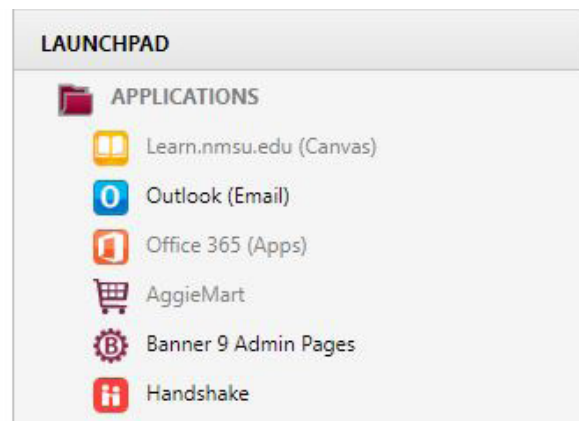 LAUNCHPAD
APPLICATIONS
Learn.nmsu.edu (Canvas)
Outlook (Email)
Office 365 (Apps)
AggieMart
Banner 9 Admin Pages
Handshake